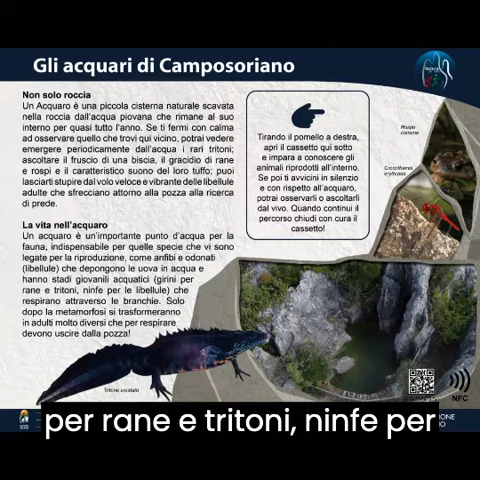 Gli acquari di Camposoriano
Non solo roccia
Un Acquaro è una piccola cisterna naturale scavata
nella roccia dall'acqua piovana che rimane al suo
interno per quasi tutto l'anno. Se ti fermi con calma
ad osservare quello che trovi qui vicino, potrai vedere
emergere periodicamente dall'acqua i rari tritoni;
ascoltare il fruscio di una biscia, il gracidio di rane
e rospi e il caratteristico suono del loro tuffo; puoi
lasciarti stupire dal volo veloce e vibrante delle libellule
adulte che sfrecciano attorno alla pozza alla ricerca
di prede.
La vita nell'acquaro
Un acquaro è un'importante punto d'acqua per la
fauna, indispensabile per quelle specie che vi sono
legate per la riproduzione, come anfibi e odonati
(libellule) che depongono le uova in acqua e
hanno stadi giovanili acquatici (girini per
rane e tritoni, ninfe per le libellule) che
respirano attraverso le branchie. Solo
dopo la metamorfosi si trasformeranno
in adulti molto diversi che per respirare
devono uscire dalla pozza!
Tirando il pomello a destra,
apri il cassetto qui sotto
e impara a conoscere gli
animali riprodotti all'interno.
Se poi ti avvicini in silenzio
e con rispetto all'acquaro,
potrai osservarli o ascoltarli
dal vivo. Quando continui il
percorso chiudi con cura il
cassetto!
Rospo
comune
Crocothemis
erythraea
Tritone crestato
NFC
per rane e tritoni, ninfe per